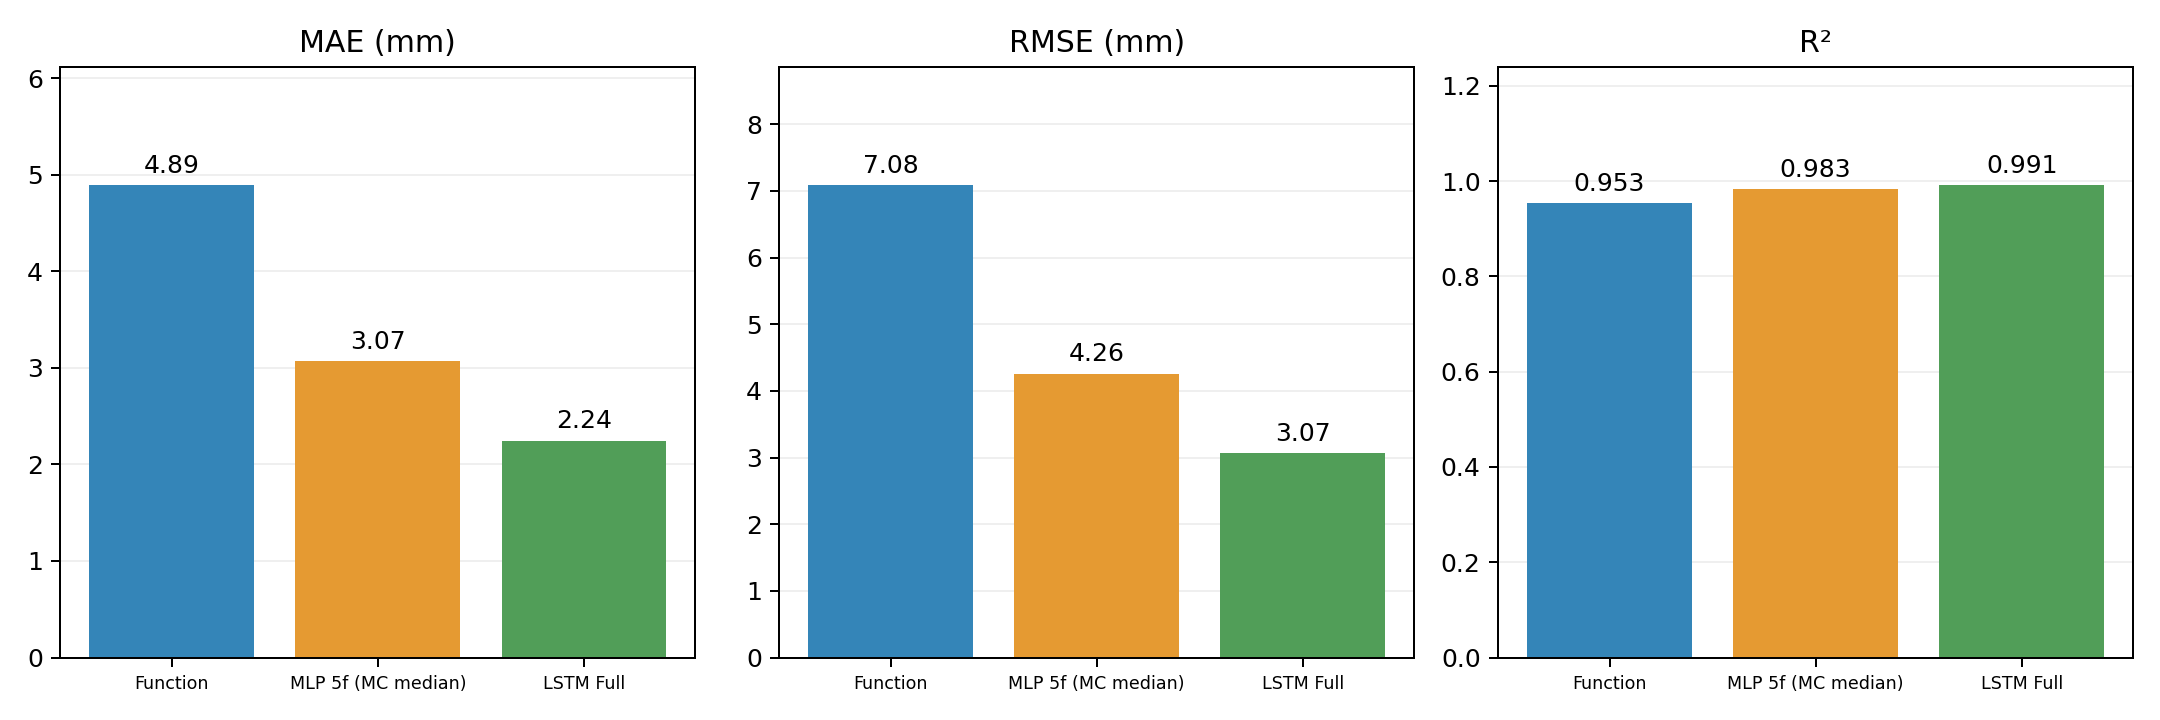 MAE (mm)
6
5
4
3
2
1
0
4.89
3.07
2.24
Function
MLP 5f (MC median)
LSTM Full
RMSE (mm)
8
7
6
5
4
3
2
1
0
7.08
4.26
3.07
Function
MLP 5f (MC median)
LSTM Full
R²
1.2
1.0
0.8
0.6
0.4
0.2
0.0
0.953
0.983
0.991
Function
MLP 5f (MC median)
LSTM Full